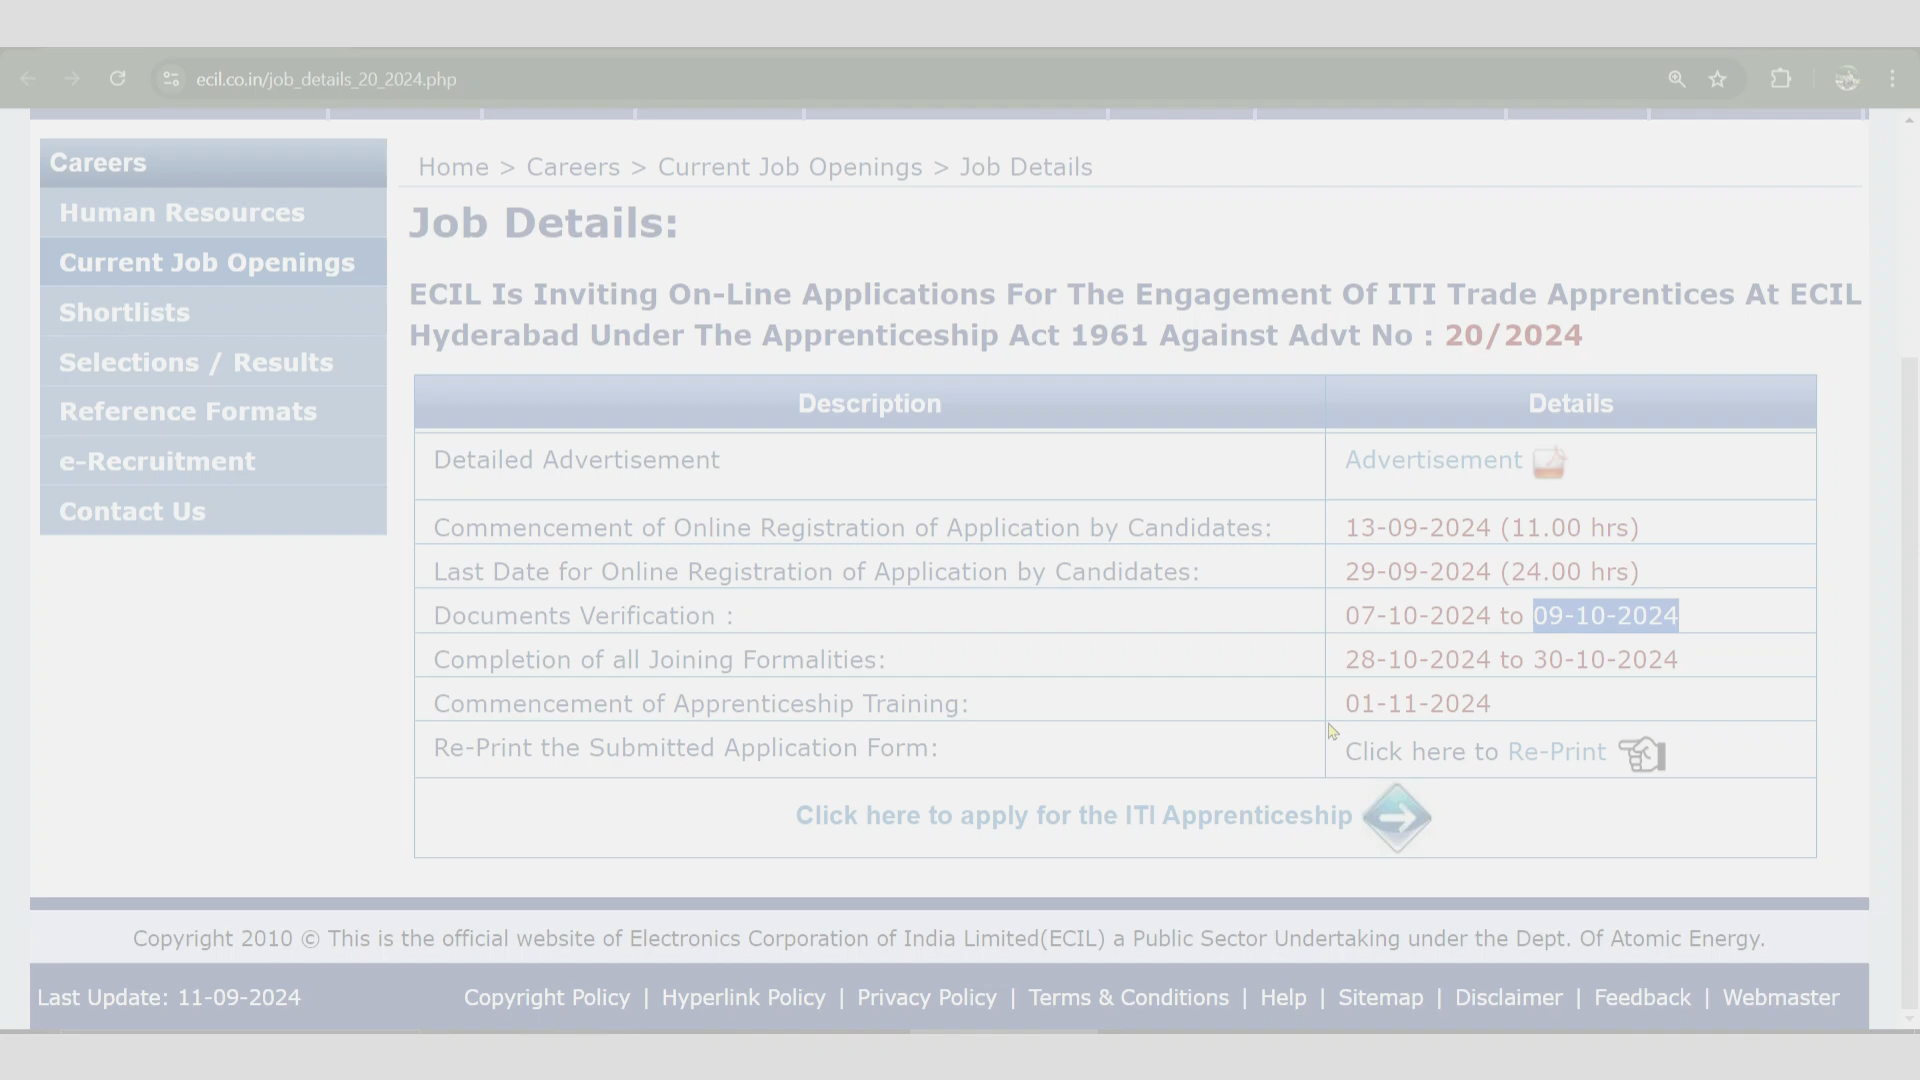 ecil.co.in/job_details_20_2024.php
Careers
Human Resources
Current Job Openings
Shortlists
Selections / Results
Reference Formats
e-Recruitment
Contact Us
Home > Careers > Current Job Openings > Job Details
Job Details:
ECIL Is Inviting On-Line Applications For The Engagement Of ITI Trade Apprentices At ECIL
Hyderabad Under The Apprenticeship Act 1961 Against Advt No : 20/2024
Description Details
Detailed Advertisement Advertisement
Commencement of Online Registration of Application by Candidates: 13-09-2024 (11.00 hrs)
Last Date for Online Registration of Application by Candidates: 29-09-2024 (24.00 hrs)
Documents Verification : 07-10-2024 to 09-10-2024
Completion of all Joining Formalities: 28-10-2024 to 30-10-2024
Commencement of Apprenticeship Training: 01-11-2024
Re-Print the Submitted Application Form: Click here to Re-Print
Click here to apply for the ITI Apprenticeship
Copyright 2010 © This is the official website of Electronics Corporation of India Limited(ECIL) a Public Sector Undertaking under the Dept. Of Atomic Energy.
Last Update: 11-09-2024 Copyright Policy | Hyperlink Policy | Privacy Policy | Terms & Conditions | Help | Sitemap | Disclaimer | Feedback | Webmaster